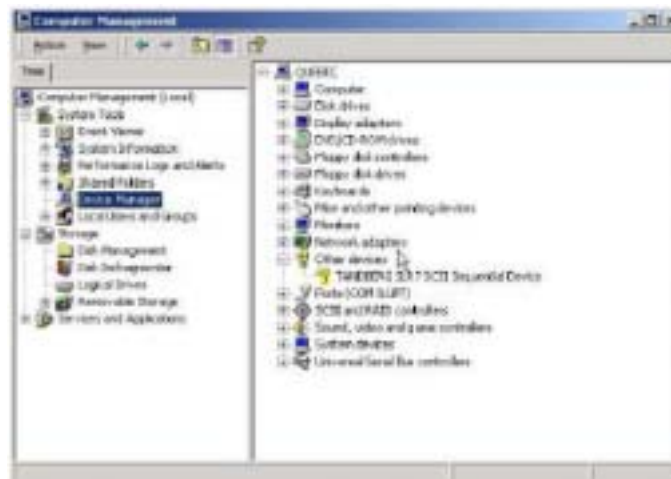 Computer Management
Action View
Tree
Computer Management (Local)
System Tools
Event Viewer
System Information
Performance Logs and Alerts
Shared Folders
Device Manager
Local Users and Groups
Storage
Disk Management
Disk Defragmenter
Logical Drives
Removable Storage
Services and Applications
Computer
Disk drives
Display adapters
DVD/CD-ROM drives
Floppy disk controllers
Floppy disk drives
Keyboards
Mice and other pointing devices
Monitors
Network adapters
Other devices
TANDBERG SCSI Sequential Device
Ports (COM & LPT)
SCSI and RAID controllers
Sound, video and game controllers
System devices
Universal Serial Bus controllers